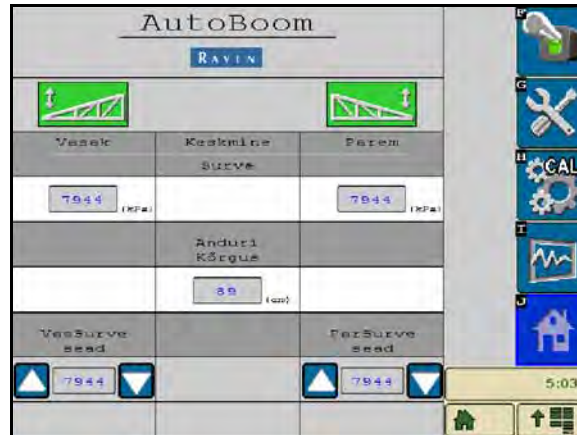 AutoBoom
RAVEN
Vasak Keskmine Parem
Surve
7944 (kPa) 7944 (kPa)
Anduri
Kõrgus
89 (cm)
VasSurve ParSurve
sead sead
7944 7944
F
G
H
CAL
I
J
5:03